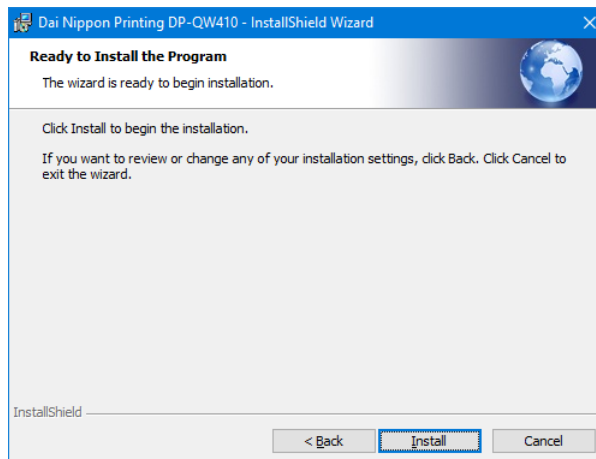 Dai Nippon Printing DP-QW410 - InstallShield Wizard
Ready to Install the Program
The wizard is ready to begin installation.
Click Install to begin the installation.
If you want to review or change any of your installation settings, click Back. Click Cancel to
exit the wizard.
InstallShield
< Back
Install
Cancel